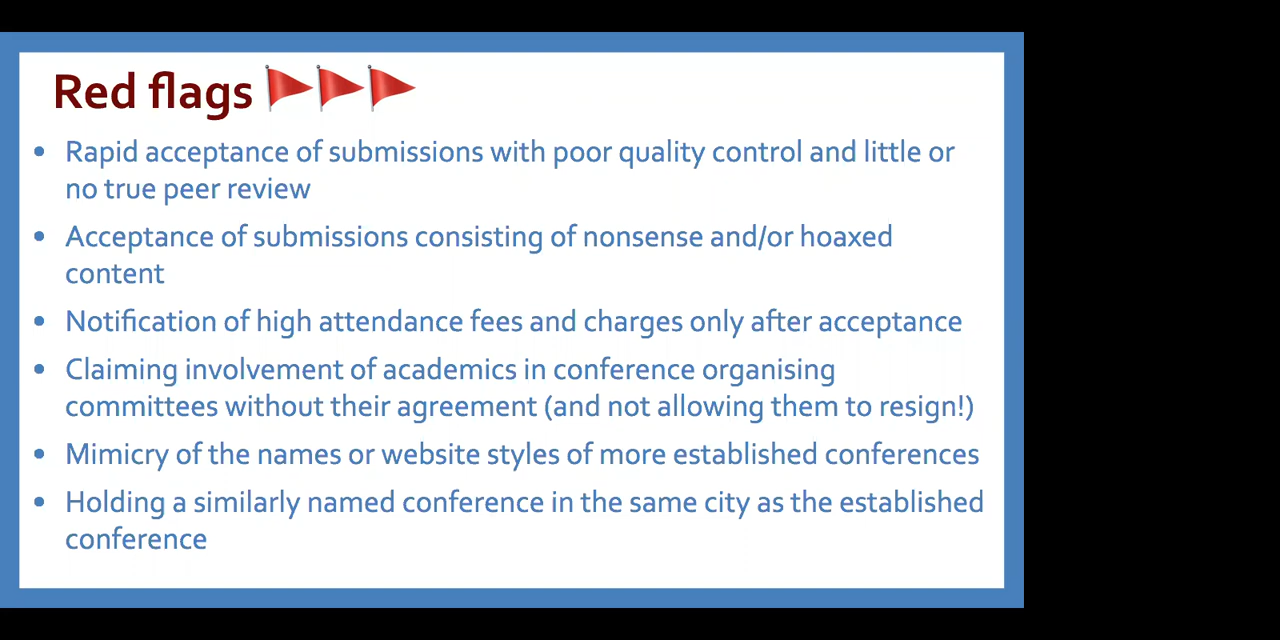 Red flags
• Rapid acceptance of submissions with poor quality control and little or
no true peer review
• Acceptance of submissions consisting of nonsense and/or hoaxed
content
• Notification of high attendance fees and charges only after acceptance
• Claiming involvement of academics in conference organising
committees without their agreement (and not allowing them to resign!)
• Mimicry of the names or website styles of more established conferences
• Holding a similarly named conference in the same city as the established
conference